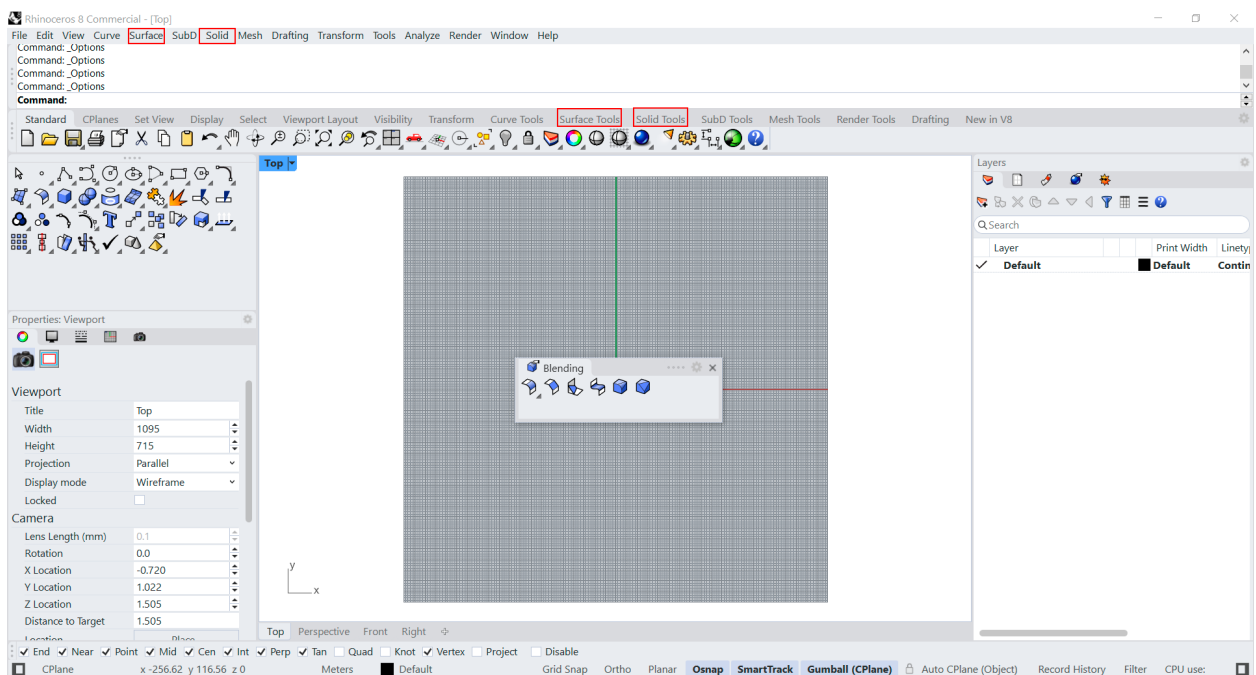 Rhinoceros 8 Commercial - [Top]
File Edit View Curve Surface SubD Solid Mesh Drafting Transform Tools Analyze Render Window Help
Command: _Options
Command: _Options
Command: _Options
Command: _Options
Command:
Standard CPlanes Set View Display Select Viewport Layout Visibility Transform Curve Tools Surface Tools Solid Tools SubD Tools Mesh Tools Render Tools Drafting New in V8
Top
Layers
Search
Layer Print Width Linety
Default Default Contin
Properties: Viewport
Viewport
Title Top
Width 1095
Height 715
Projection Parallel
Display mode Wireframe
Locked
Camera
Lens Length (mm) 0.1
Rotation 0.0
X Location -0.720
Y Location 1.022
Z Location 1.505
Distance to Target 1.505
Location Place
Blending
y
x
Top Perspective Front Right
End Near Point Mid Cen Int Perp Tan Quad Knot Vertex Project Disable
CPlane x -256.62 y 116.56 z 0 Meters Default Grid Snap Ortho Planar Osnap SmartTrack Gumball (CPlane) Auto CPlane (Object) Record History Filter CPU use: